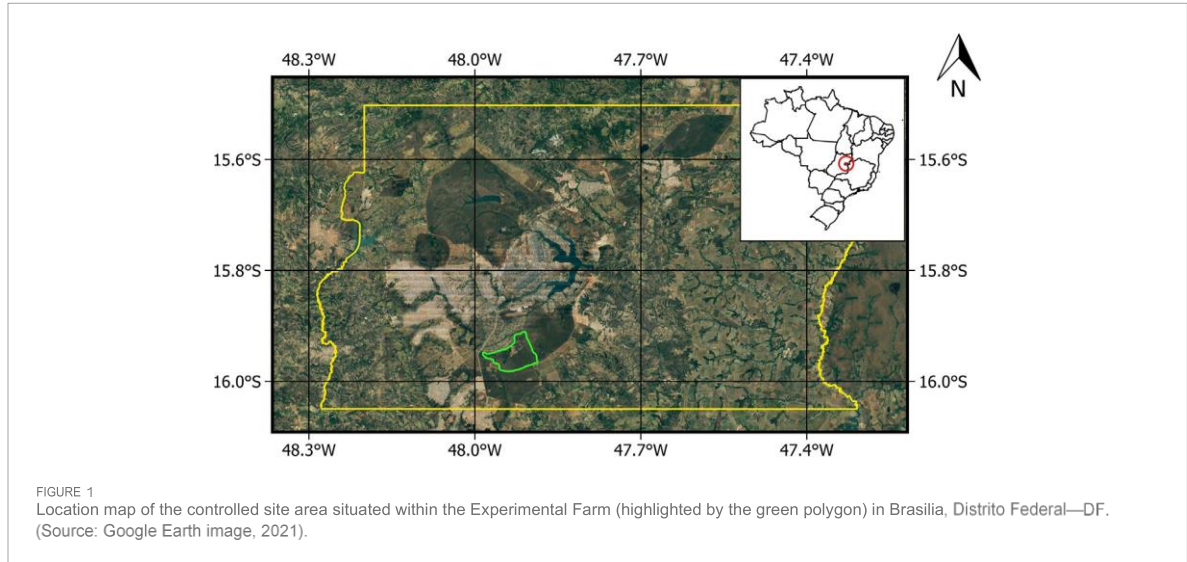 48.3°W 48.0°W 47.7°W 47.4°W
N
15.6°S 15.6°S
15.8°S 15.8°S
16.0°S 16.0°S
48.3°W 48.0°W 47.7°W 47.4°W
FIGURE 1
Location map of the controlled site area situated within the Experimental Farm (highlighted by the green polygon) in Brasilia, Distrito Federal—DF.
(Source: Google Earth image, 2021).